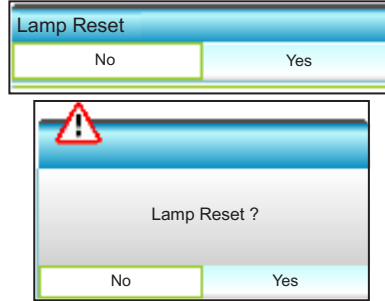 Lamp Reset
No Yes
Lamp Reset ?
No Yes